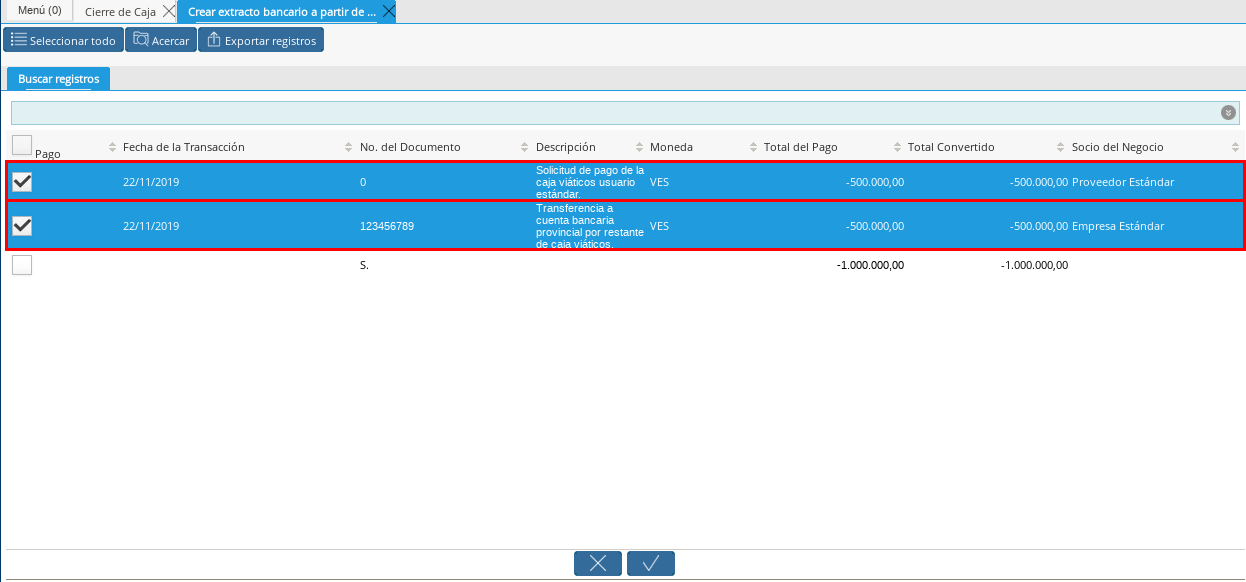 Menú (0) Cierre de Caja Crear extracto bancario a partir de ...
Seleccionar todo Acercar Exportar registros
Buscar registros
Pago Fecha de la Transacción No. del Documento Descripción Moneda Total del Pago Total Convertido Socio del Negocio
Solicitud de pago de la
22/11/2019 0 caja viáticos usuario VES -500.000,00 -500.000,00 Proveedor Estándar
estándar.
Transferencia a
cuenta bancaria
22/11/2019 123456789 provincial por restante VES -500.000,00 -500.000,00 Empresa Estándar
de caja viáticos.
S. -1.000.000,00 -1.000.000,00